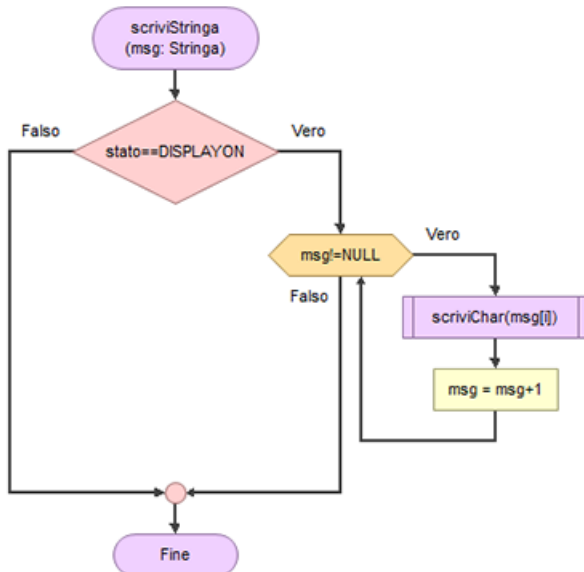 scriviStringa
(msg: Stringa)
Falso
Vero
stato==DISPLAYON
msg!=NULL
Vero
Falso
scriviChar(msg[i])
msg = msg+1
Fine